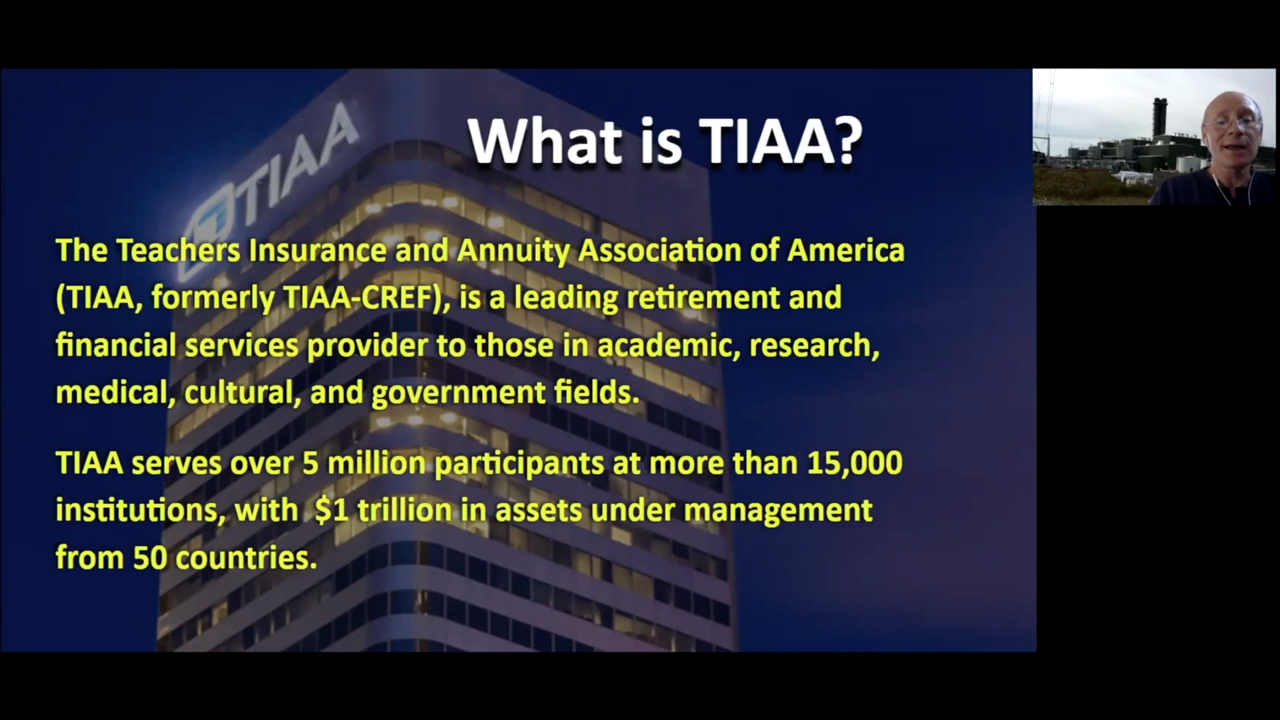 TIAA
What is TIAA?
The Teachers Insurance and Annuity Association of America
(TIAA, formerly TIAA-CREF), is a leading retirement and
financial services provider to those in academic, research,
medical, cultural, and government fields.
TIAA serves over 5 million participants at more than 15,000
institutions, with  $1 trillion in assets under management
from 50 countries.